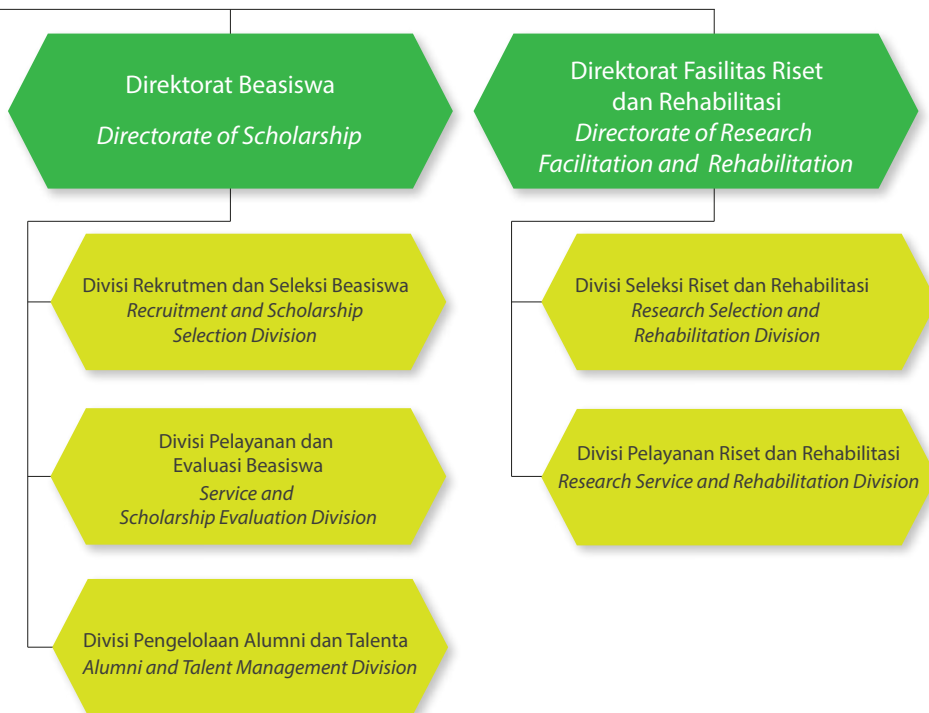 Direktorat Beasiswa
Directorate of Scholarship
Direktorat Fasilitas Riset
dan Rehabilitasi
Directorate of Research
Facilitation and Rehabilitation
Divisi Rekrutmen dan Seleksi Beasiswa
Recruitment and Scholarship
Selection Division
Divisi Pelayanan dan
Evaluasi Beasiswa
Service and
Scholarship Evaluation Division
Divisi Pengelolaan Alumni dan Talenta
Alumni and Talent Management Division
Divisi Seleksi Riset dan Rehabilitasi
Research Selection and
Rehabilitation Division
Divisi Pelayanan Riset dan Rehabilitasi
Research Service and Rehabilitation Division